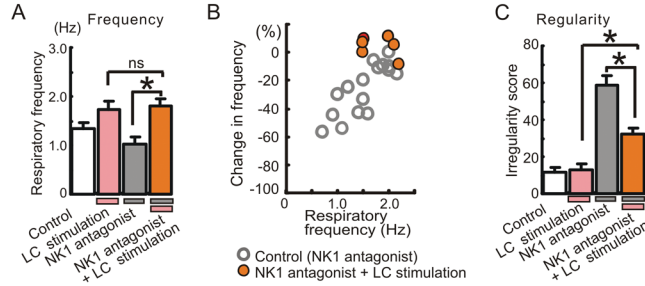 A
Frequency
(Hz)
3.0
2.0
1.0
0
Respiratory frequency
ns
*
Control
LC stimulation
NK1 antagonist
NK1 antagonist
+ LC stimulation
B
(%)
0
-20
-40
-60
-80
-100
Change in frequency
0
1.0
2.0
Respiratory
frequency (Hz)
Control (NK1 antagonist)
NK1 antagonist + LC stimulation
C
Regularity
80
60
40
20
0
Irregularity score
*
*
Control
LC stimulation
NK1 antagonist
NK1 antagonist
+ LC stimulation